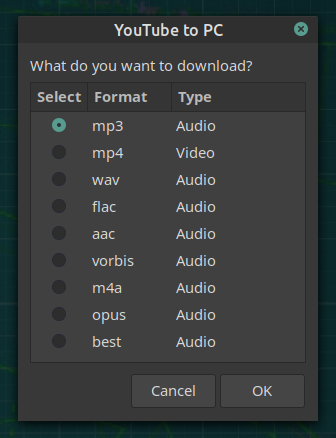 YouTube to PC
What do you want to download?
Select Format Type
mp3 Audio
mp4 Video
wav Audio
flac Audio
aac Audio
vorbis Audio
m4a Audio
opus Audio
best Audio
Cancel OK